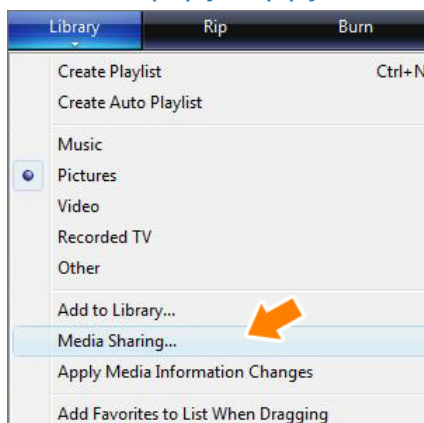 Library Rip Burn
Create Playlist Ctrl+N
Create Auto Playlist
Music
Pictures
Video
Recorded TV
Other
Add to Library...
Media Sharing...
Apply Media Information Changes
Add Favorites to List When Dragging